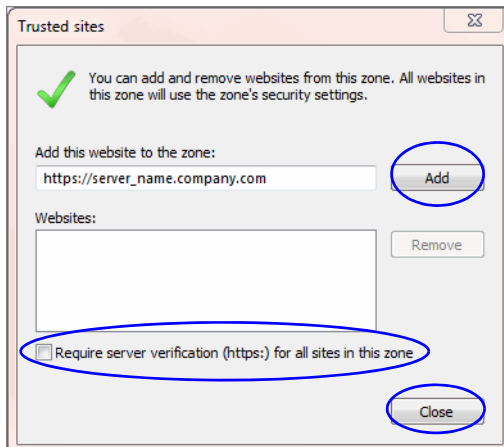 Trusted sites
You can add and remove websites from this zone. All websites in
this zone will use the zone's security settings.
Add this website to the zone:
https://server_name.company.com
Add
Websites:
Remove
Require server verification (https:) for all sites in this zone
Close